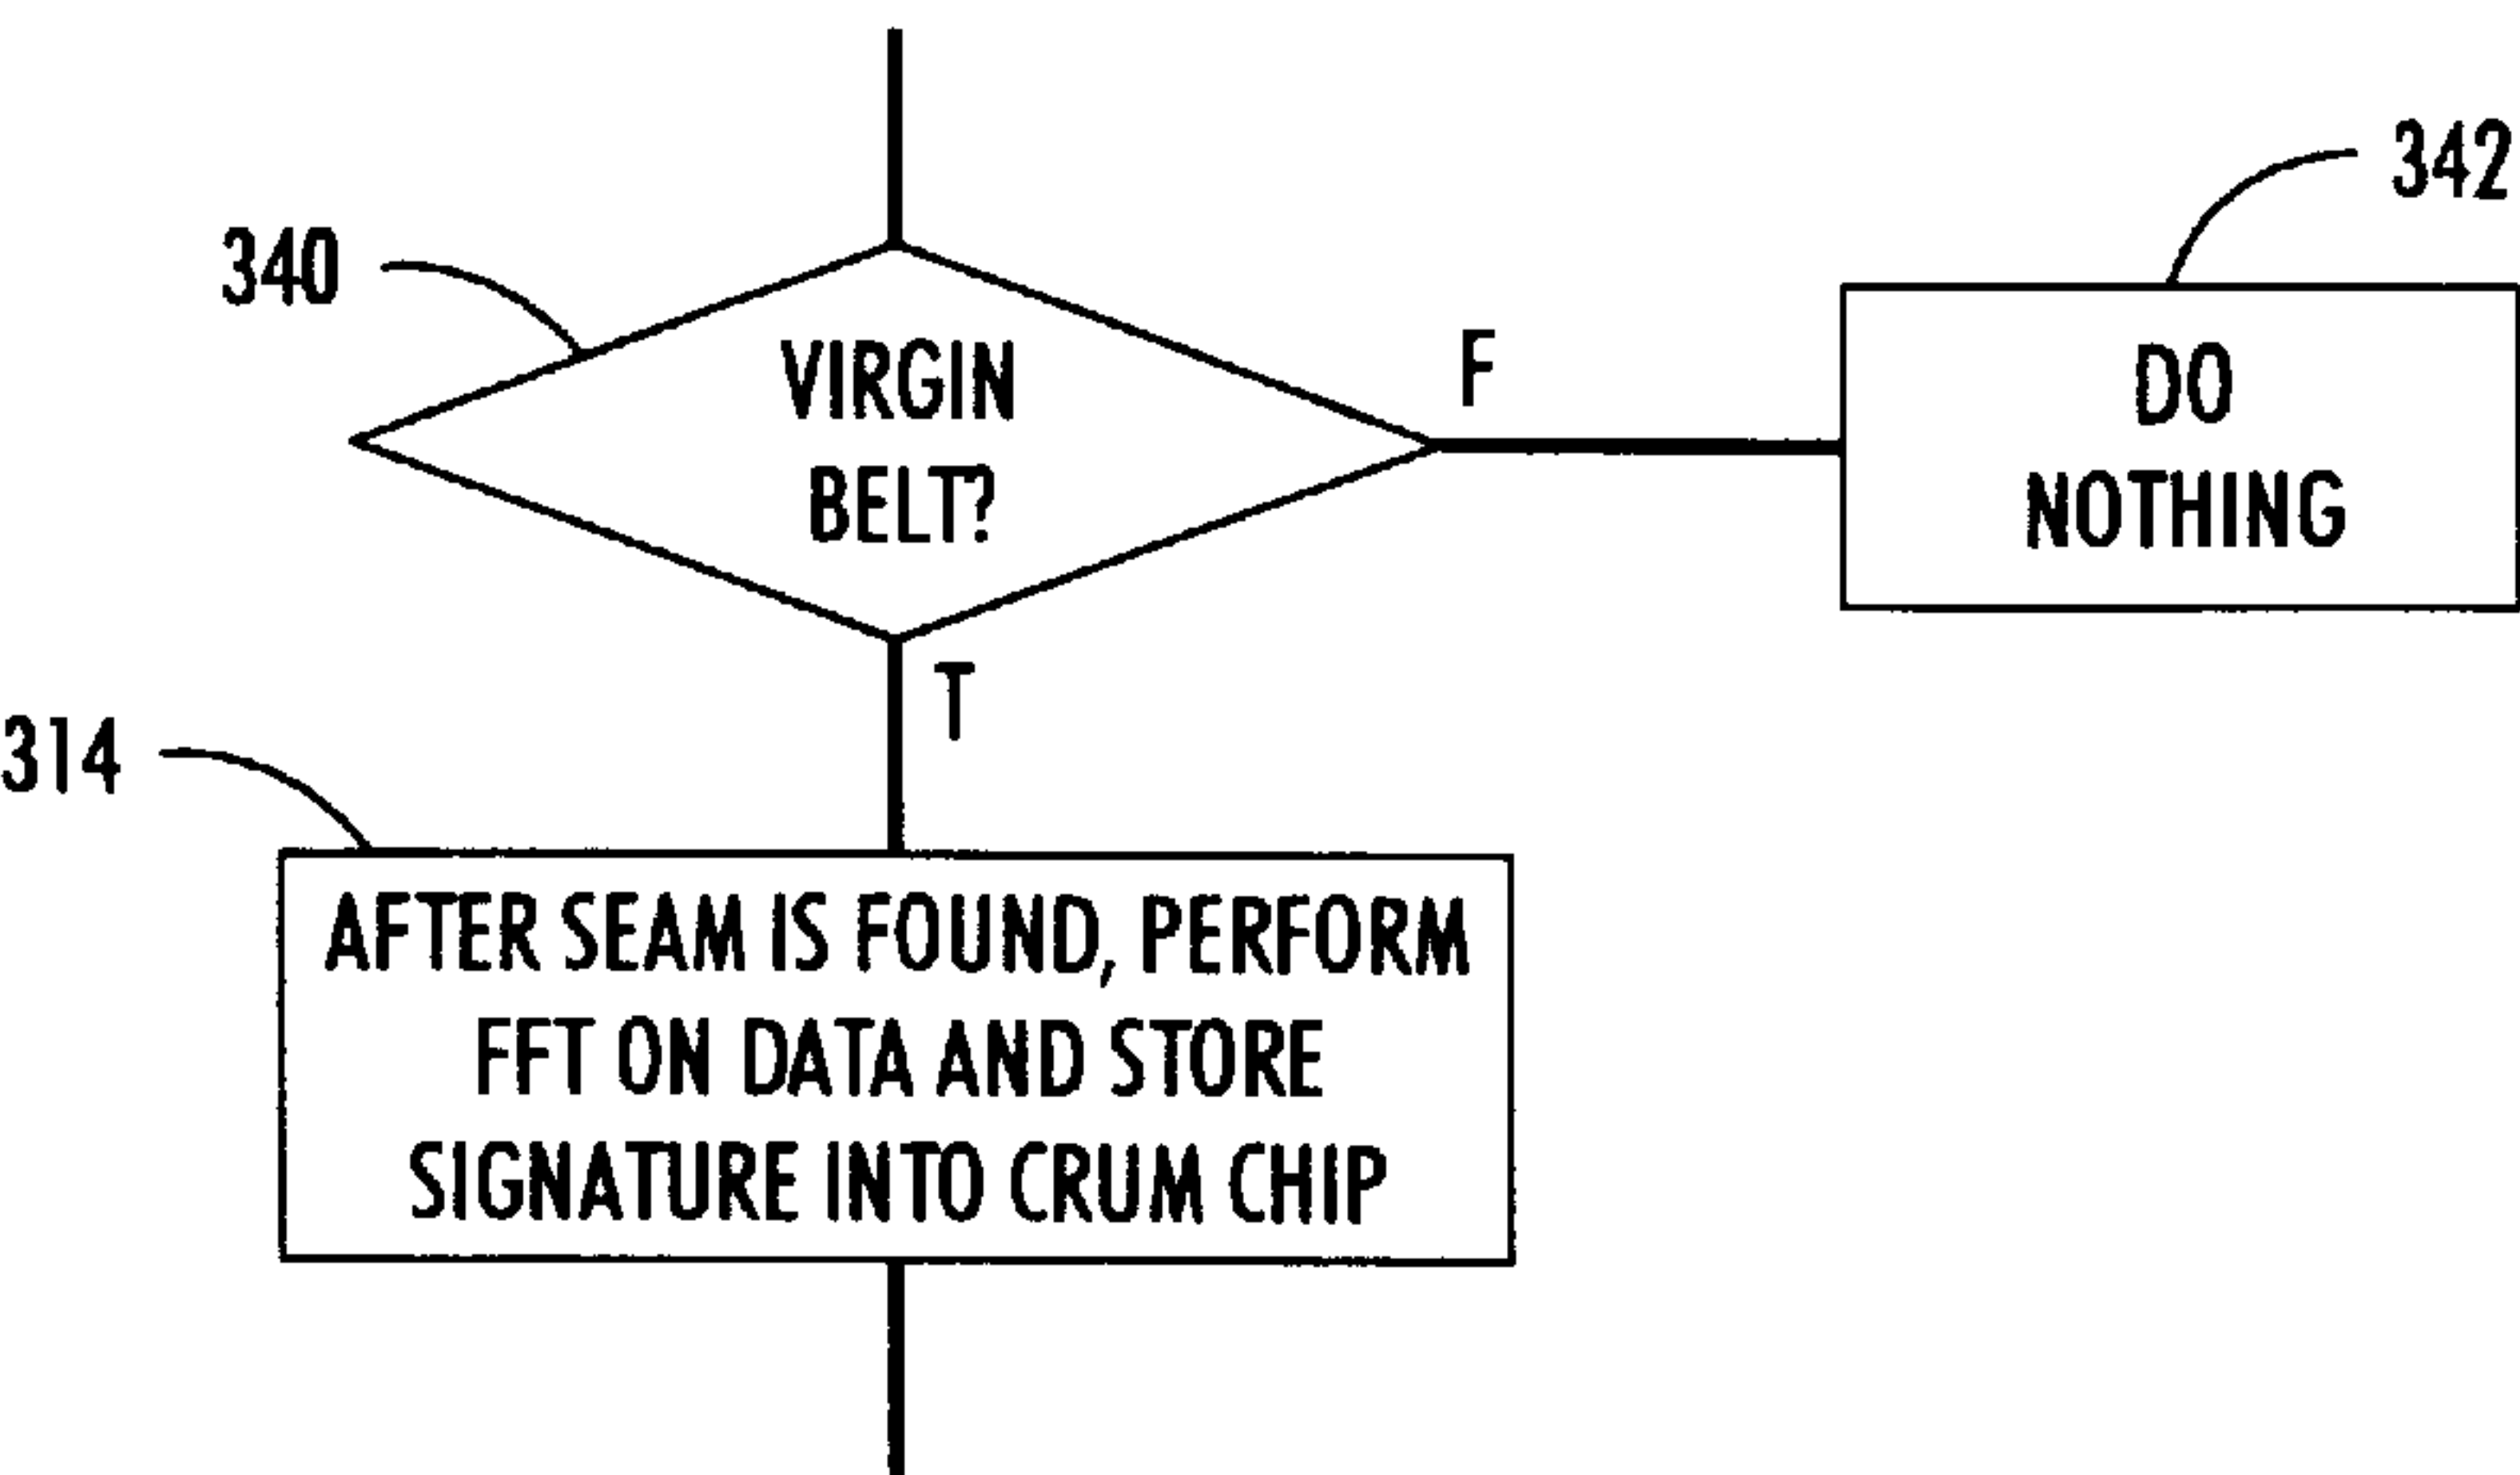 342
340
VIRGIN
BELT?
F
DO
NOTHING
T
314
AFTER SEAM IS FOUND, PERFORM
FFT ON DATA AND STORE
SIGNATURE INTO CRUM CHIP